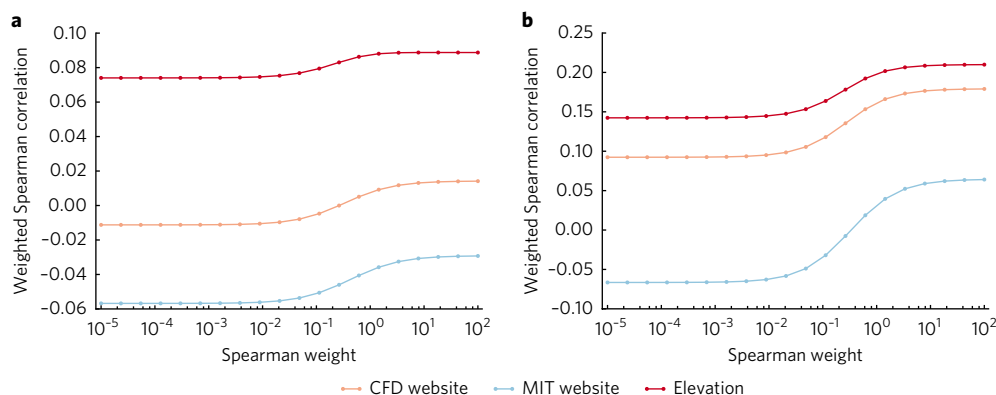 a
Weighted Spearman correlation
0.10
0.08
0.06
0.04
0.02
0.00
−0.02
−0.04
−0.06
10⁻⁵ 10⁻⁴ 10⁻³ 10⁻² 10⁻¹ 10⁰ 10¹ 10²
Spearman weight
b
Weighted Spearman correlation
0.25
0.20
0.15
0.10
0.05
0.00
−0.05
−0.10
10⁻⁵ 10⁻⁴ 10⁻³ 10⁻² 10⁻¹ 10⁰ 10¹ 10²
Spearman weight
CFD website MIT website Elevation